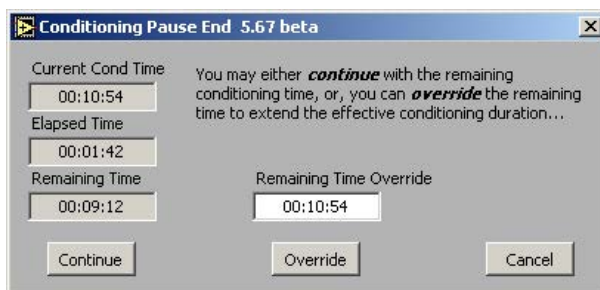 Conditioning Pause End 5.67 beta
Current Cond Time
00:10:54
You may either continue with the remaining
conditioning time, or, you can override the remaining
time to extend the effective conditioning duration...
Elapsed Time
00:01:42
Remaining Time
00:09:12
Remaining Time Override
00:10:54
Continue
Override
Cancel